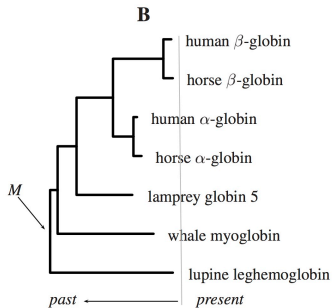 B
human β-globin
horse β-globin
human α-globin
horse α-globin
lamprey globin 5
M
whale myoglobin
lupine leghemoglobin
past present